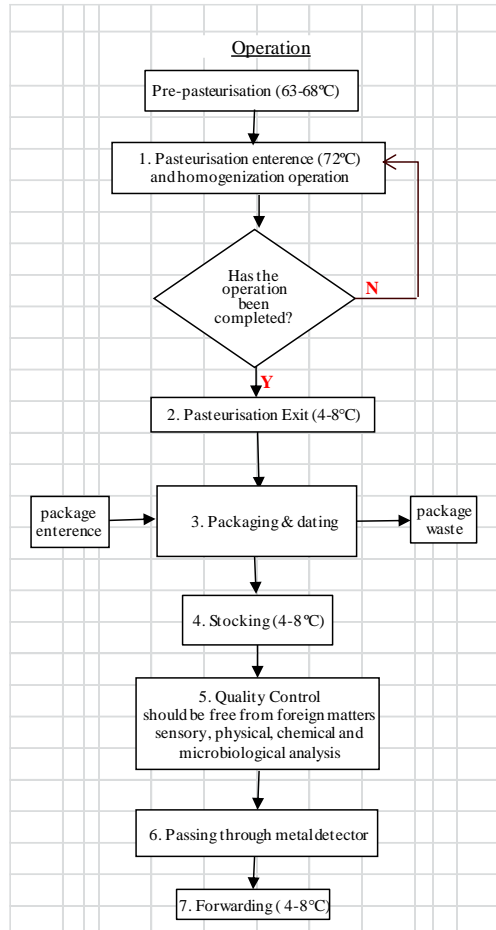 Operation
Pre-pasteurisation (63-68ºC)
1. Pasteurisation enterence (72ºC)
and homogenization operation
Has the
operation
been
completed?
N
Y
2. Pasteurisation Exit (4-8°C)
package
enterence
3. Packaging & dating
package
waste
4. Stocking (4-8ºC)
5. Quality Control
should be free from foreign matters
sensory, physical, chemical and
microbiological analysis
6. Passing through metal detector
7. Forwarding ( 4-8°C)